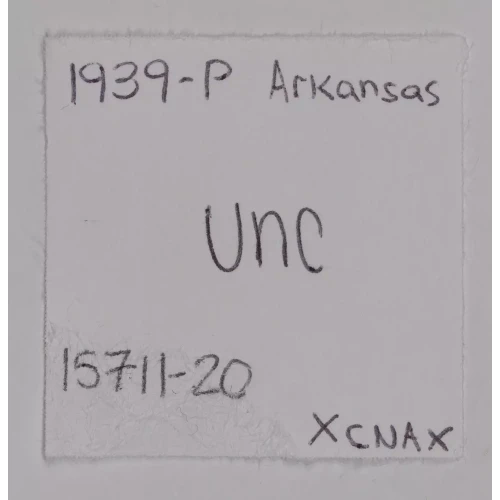 1939-P Arkansas
Unc
15711-20
XCNAX